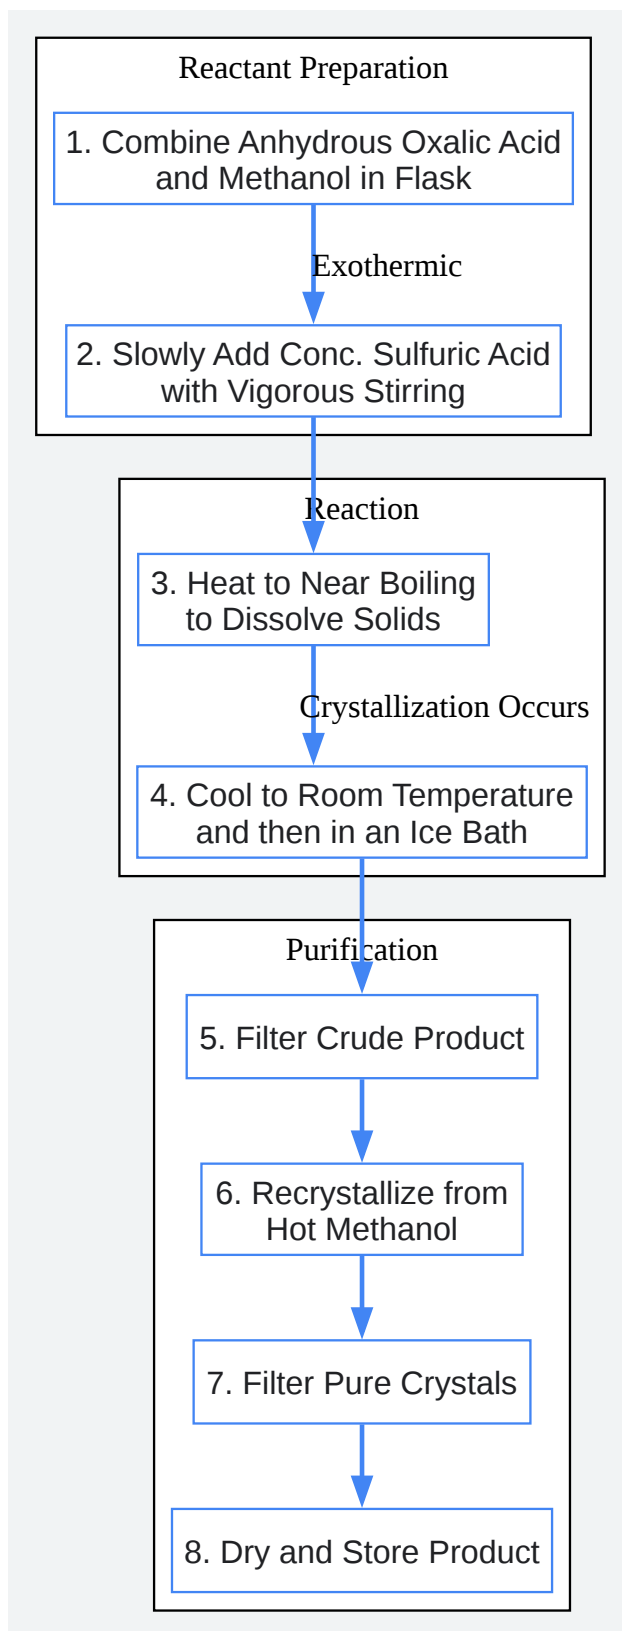 Reactant Preparation
1. Combine Anhydrous Oxalic Acid
and Methanol in Flask
Exothermic
2. Slowly Add Conc. Sulfuric Acid
with Vigorous Stirring
Reaction
3. Heat to Near Boiling
to Dissolve Solids
Crystallization Occurs
4. Cool to Room Temperature
and then in an Ice Bath
Purification
5. Filter Crude Product
6. Recrystallize from
Hot Methanol
7. Filter Pure Crystals
8. Dry and Store Product